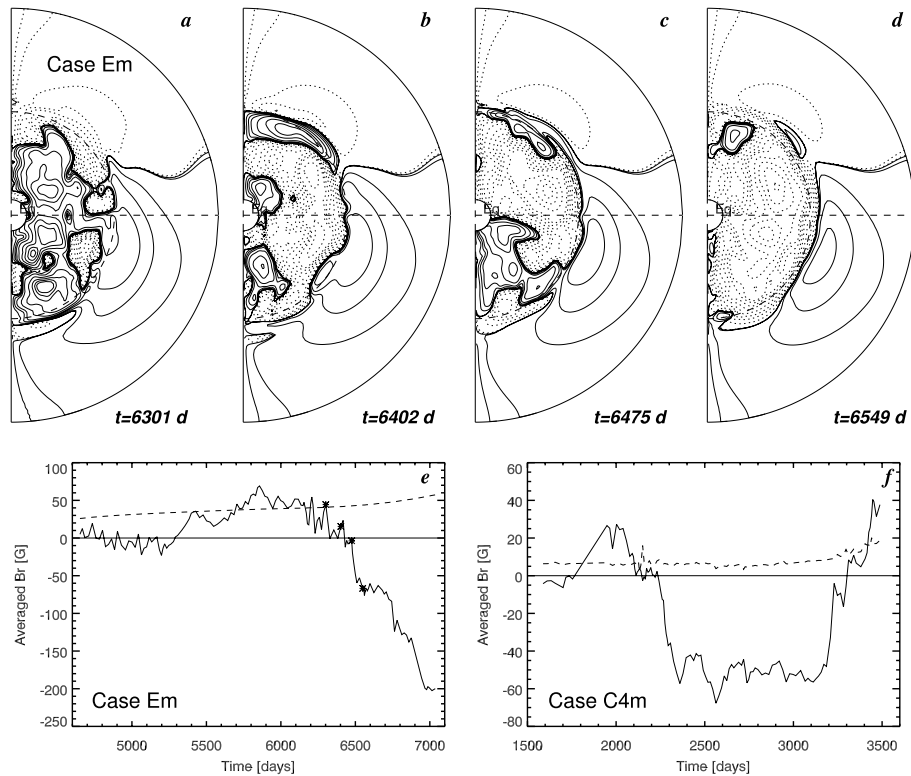 a b c d
Case Em
Eq. Eq.
t=6301 d t=6402 d t=6475 d t=6549 d
e
100
50
0
-50
-100
-150
-200
-250
Averaged Br [G]
Case Em
5000 5500 6000 6500 7000
Time [days]
f
60
40
20
0
-20
-40
-60
-80
Averaged Br [G]
Case C4m
1500 2000 2500 3000 3500
Time [days]